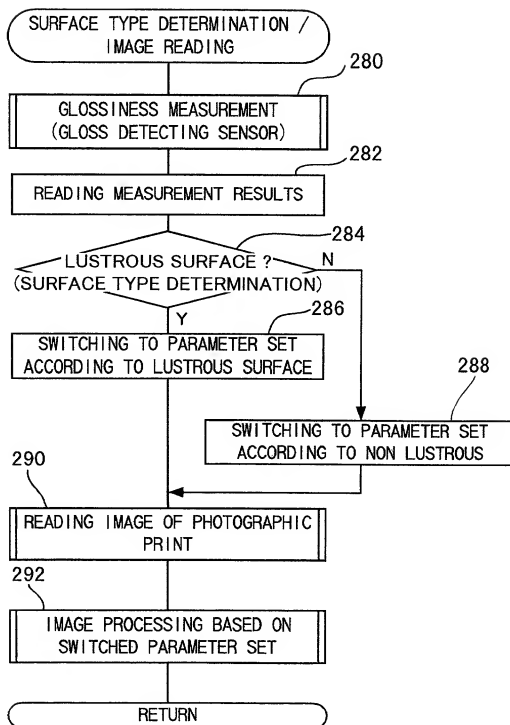 SURFACE TYPE DETERMINATION /
IMAGE READING
280
GLOSSINESS MEASUREMENT
(GLOSS DETECTING SENSOR)
282
READING MEASUREMENT RESULTS
284
LUSTROUS SURFACE ?
(SURFACE TYPE DETERMINATION)
N
Y
286
SWITCHING TO PARAMETER SET
ACCORDING TO LUSTROUS SURFACE
288
SWITCHING TO PARAMETER SET
ACCORDING TO NON LUSTROUS
290
READING IMAGE OF PHOTOGRAPHIC
PRINT
292
IMAGE PROCESSING BASED ON
SWITCHED PARAMETER SET
RETURN